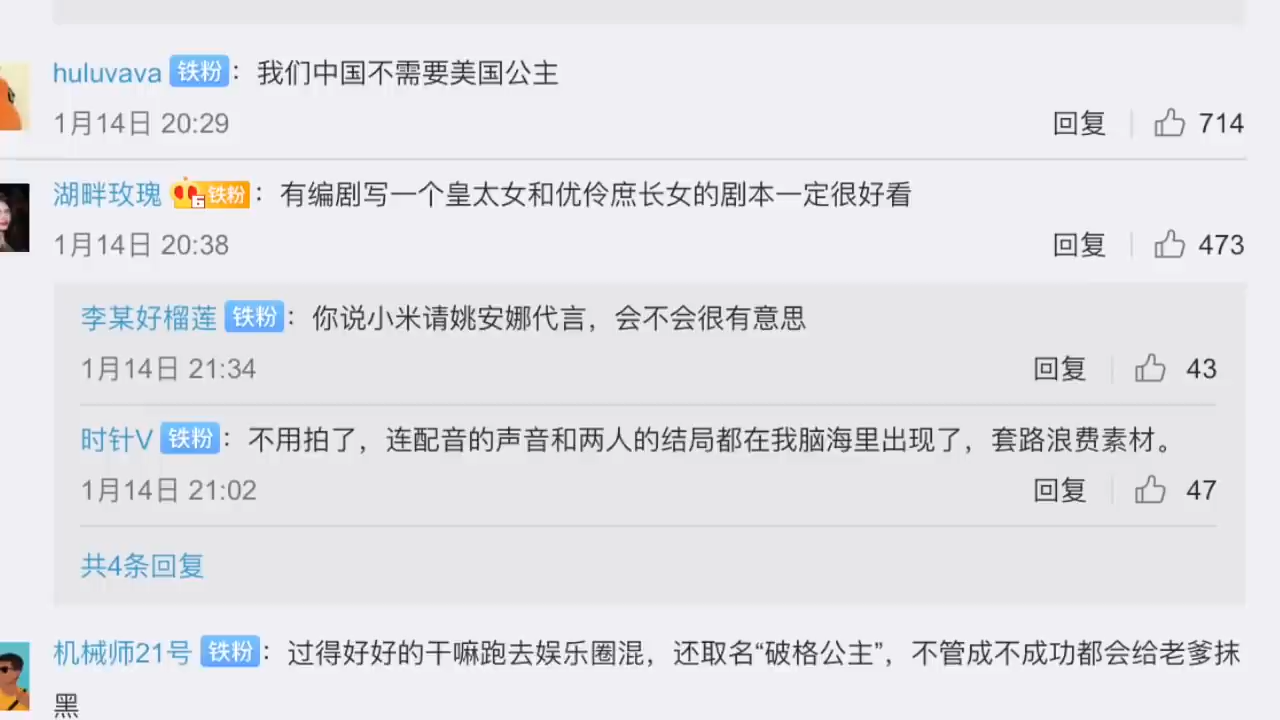 huluvava 铁粉：我们中国不需要美国公主
1月14日 20:29 回复 714
湖畔玫瑰 铁粉：有编剧写一个皇太女和优伶庶长女的剧本一定很好看
1月14日 20:38 回复 473
李某好榴莲 铁粉：你说小米请姚安娜代言，会不会很有意思
1月14日 21:34 回复 43
时针V 铁粉：不用拍了，连配音的声音和两人的结局都在我脑海里出现了，套路浪费素材。
1月14日 21:02 回复 47
共4条回复
机械师21号 铁粉：过得好好的干嘛跑去娱乐圈混，还取名“破格公主”，不管成不成功都会给老爹抹
黑